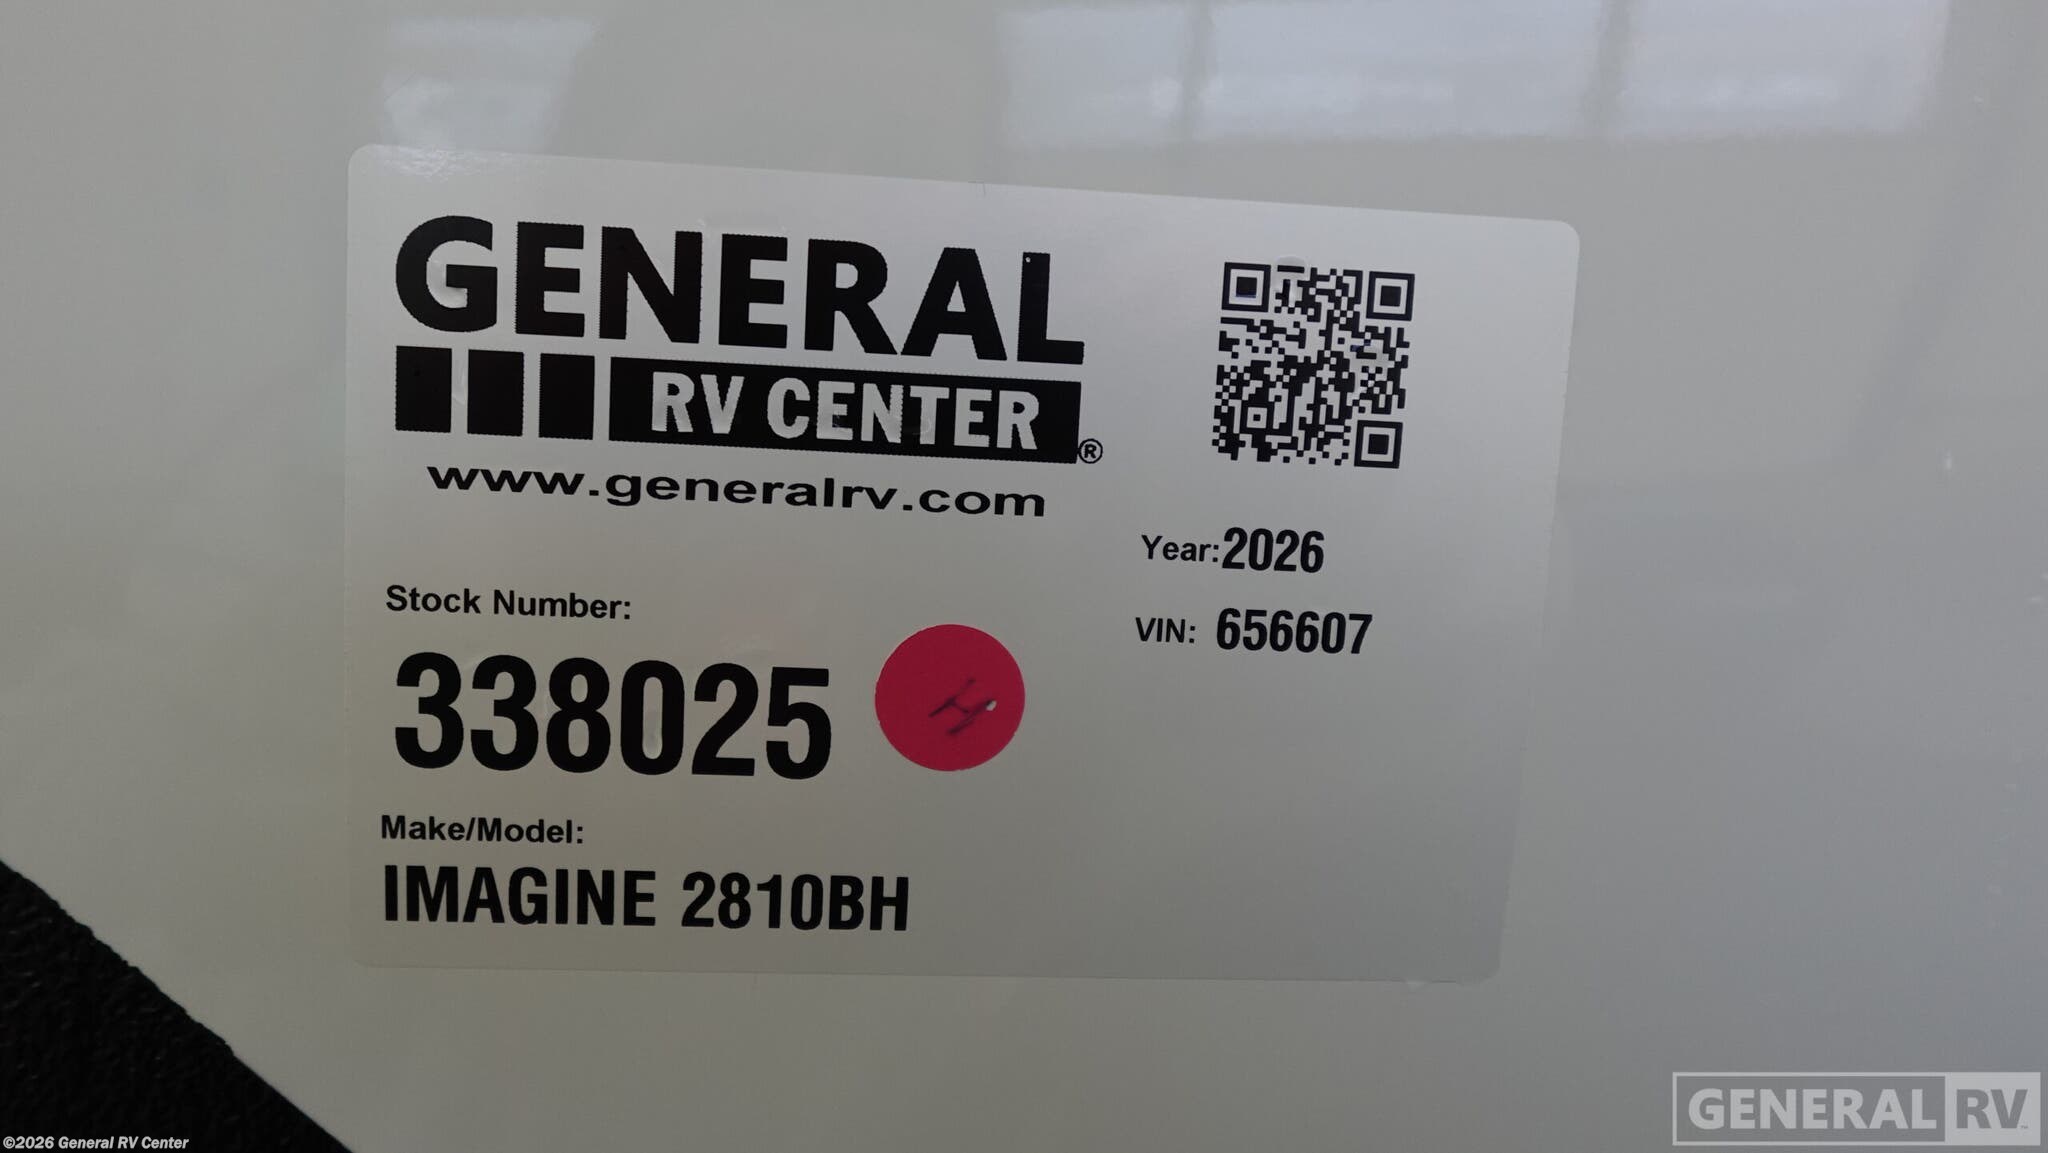 GENERAL
RV CENTER®
www.generalrv.com
Year: 2026
VIN: 656607
Stock Number:
338025
H
Make/Model:
IMAGINE 2810BH
GENERAL RV™
©2026 General RV Center